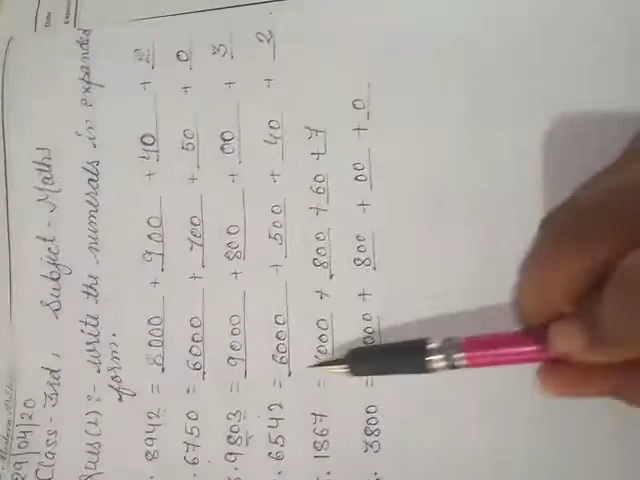 Date
29/04/20
Class - 3rd, Subject - Maths
Ques(1):- write the numerals in expanded
form.
8942 = 8000 + 900 + 40 + 2
6750 = 6000 + 700 + 50 + 0
9803 = 9000 + 800 + 00 + 3
6542 = 6000 + 500 + 40 + 2.
1867 = 1000 + 800 + 60 + 7
3800 = 000 + 800 + 00 + 0